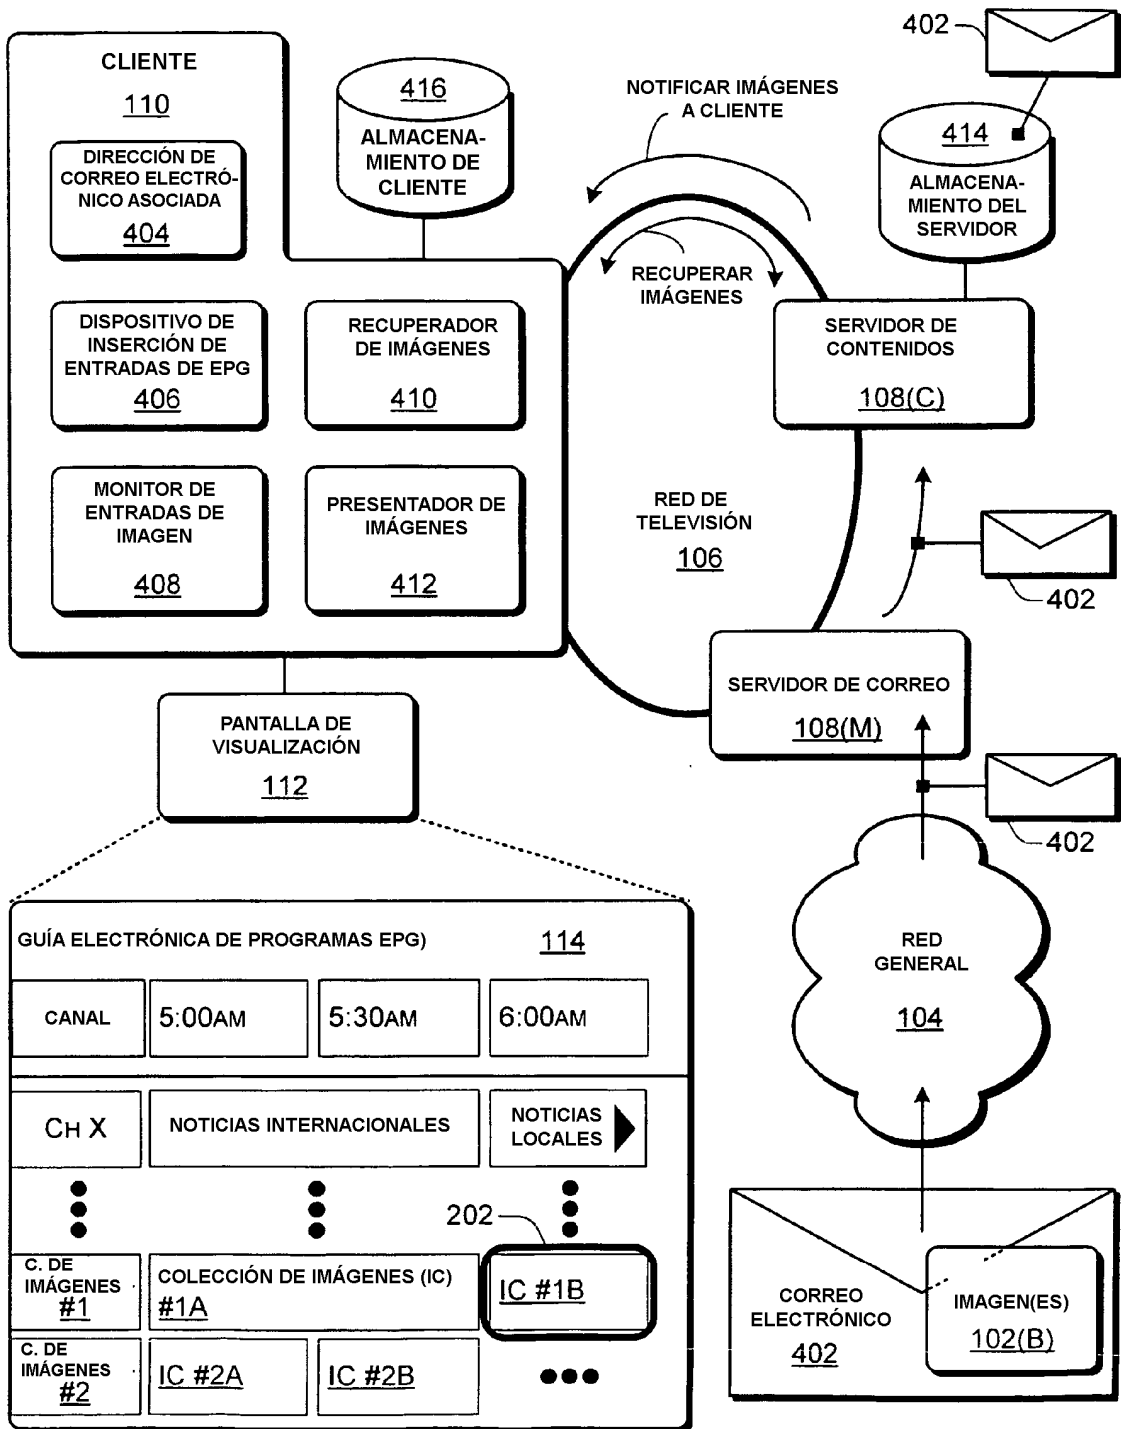 CLIENTE
110
DIRECCIÓN DE
CORREO ELECTRÓ-
NICO ASOCIADA
404
DISPOSITIVO DE
INSERCIÓN DE
ENTRADAS DE EPG
406
RECUPERADOR
DE IMÁGENES
410
MONITOR DE
ENTRADAS DE
IMAGEN
408
PRESENTADOR DE
IMÁGENES
412
416
ALMACENA-
MIENTO DE
CLIENTE
NOTIFICAR IMÁGENES
A CLIENTE
RECUPERAR
IMÁGENES
402
414
ALMACENA-
MIENTO DEL
SERVIDOR
SERVIDOR DE
CONTENIDOS
108(C)
RED DE
TELEVISIÓN
106
402
SERVIDOR DE CORREO
108(M)
402
PANTALLA DE
VISUALIZACIÓN
112
RED
GENERAL
104
CORREO
ELECTRÓNICO
402
IMAGEN(ES)
102(B)
GUÍA ELECTRÓNICA DE PROGRAMAS EPG)
114
CANAL
5:00AM
5:30AM
6:00AM
CH X
NOTICIAS INTERNACIONALES
NOTICIAS
LOCALES
202
C. DE
IMÁGENES
#1
COLECCIÓN DE IMÁGENES (IC)
#1A
IC #1B
C. DE
IMÁGENES
#2
IC #2A
IC #2B